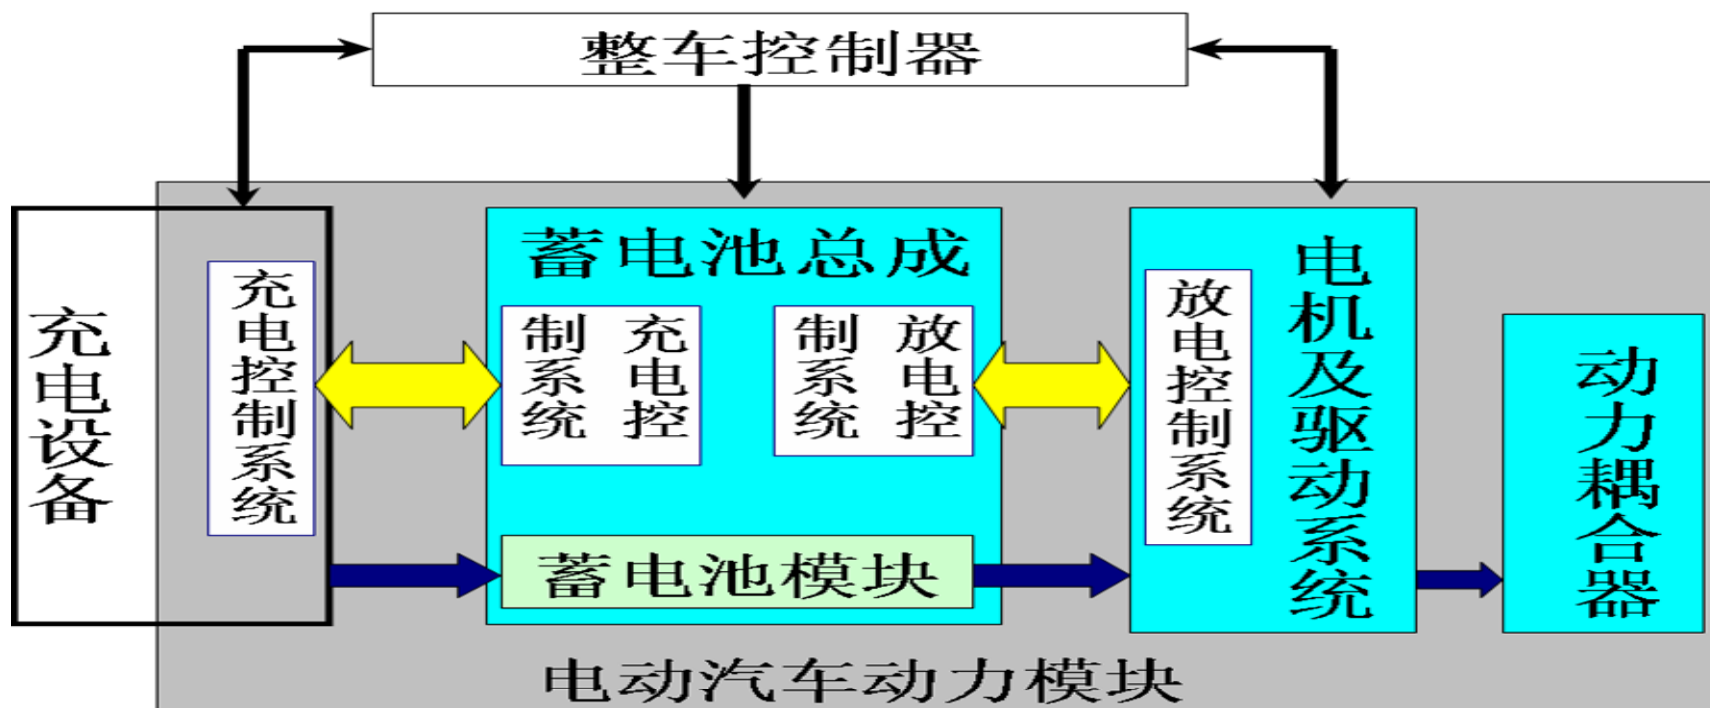 整车控制器
充电设备
充电控制系统
蓄电池总成
充电控
制系统
放电控
制系统
蓄电池模块
放电控制系统
电机及驱动系统
动力耦合器
电动汽车动力模块